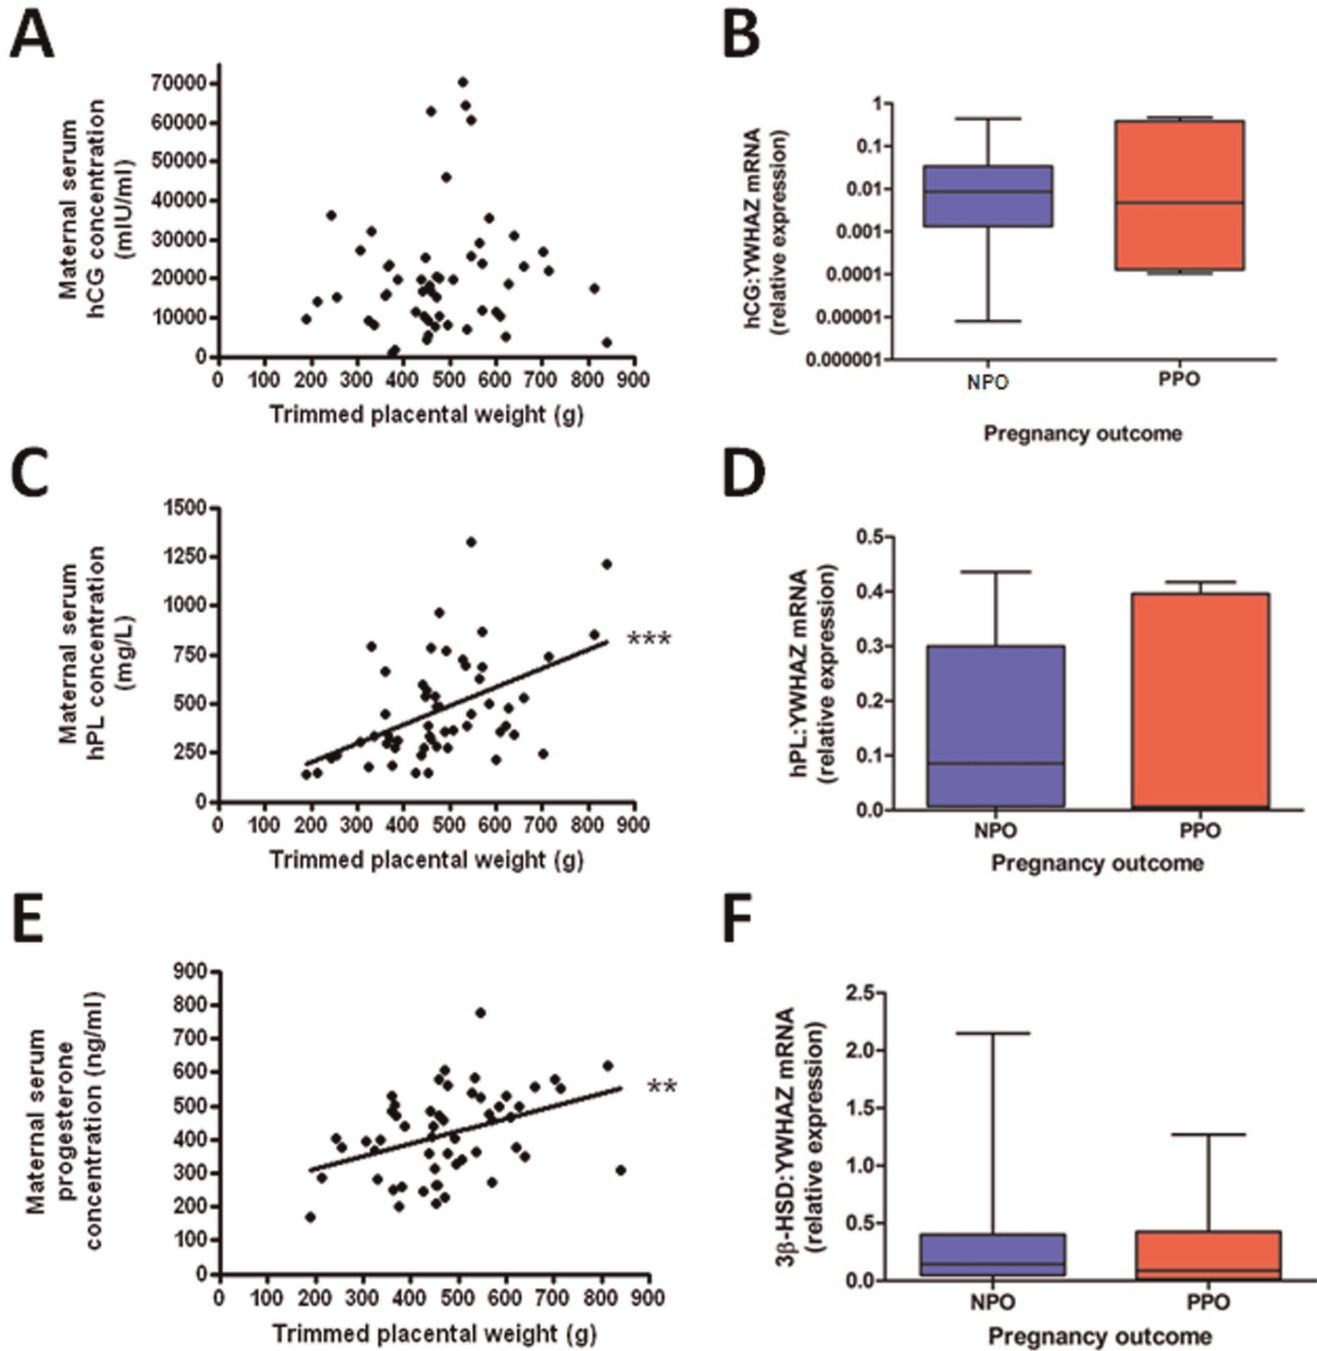 A
Maternal serum
hCG concentration
(mIU/ml)
70000
60000
50000
40000
30000
20000
10000
0
0 100 200 300 400 500 600 700 800 900
Trimmed placental weight (g)
B
hCG:YWHAZ mRNA
(relative expression)
1
0.1
0.01
0.001
0.0001
0.00001
0.000001
NPO PPO
Pregnancy outcome
C
Maternal serum
hPL concentration
(mg/L)
1500
1250
1000
750
500
250
0
***
0 100 200 300 400 500 600 700 800 900
Trimmed placental weight (g)
D
hPL:YWHAZ mRNA
(relative expression)
0.5
0.4
0.3
0.2
0.1
0.0
NPO PPO
Pregnancy outcome
E
Maternal serum
progesterone
concentration (ng/ml)
900
800
700
600
500
400
300
200
100
0
**
0 100 200 300 400 500 600 700 800 900
Trimmed placental weight (g)
F
3β-HSD:YWHAZ mRNA
(relative expression)
2.5
2.0
1.5
1.0
0.5
0.0
NPO PPO
Pregnancy outcome